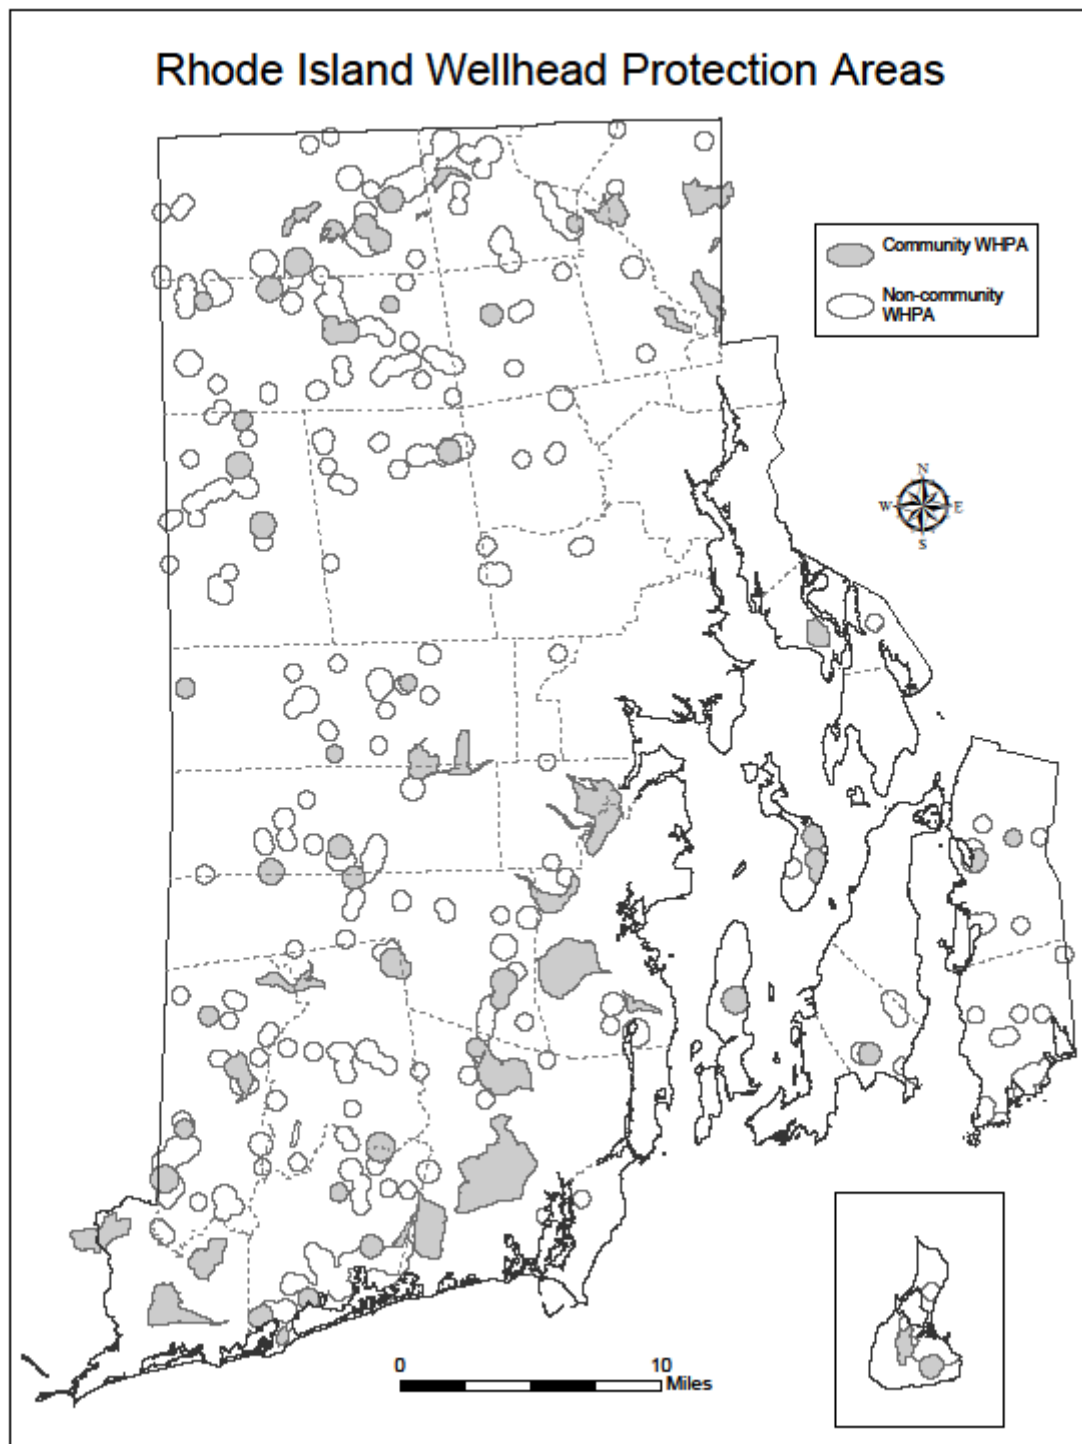 Rhode Island Wellhead Protection Areas
Community WHPA
Non-community
WHPA
N
W E
S
0 10
Miles